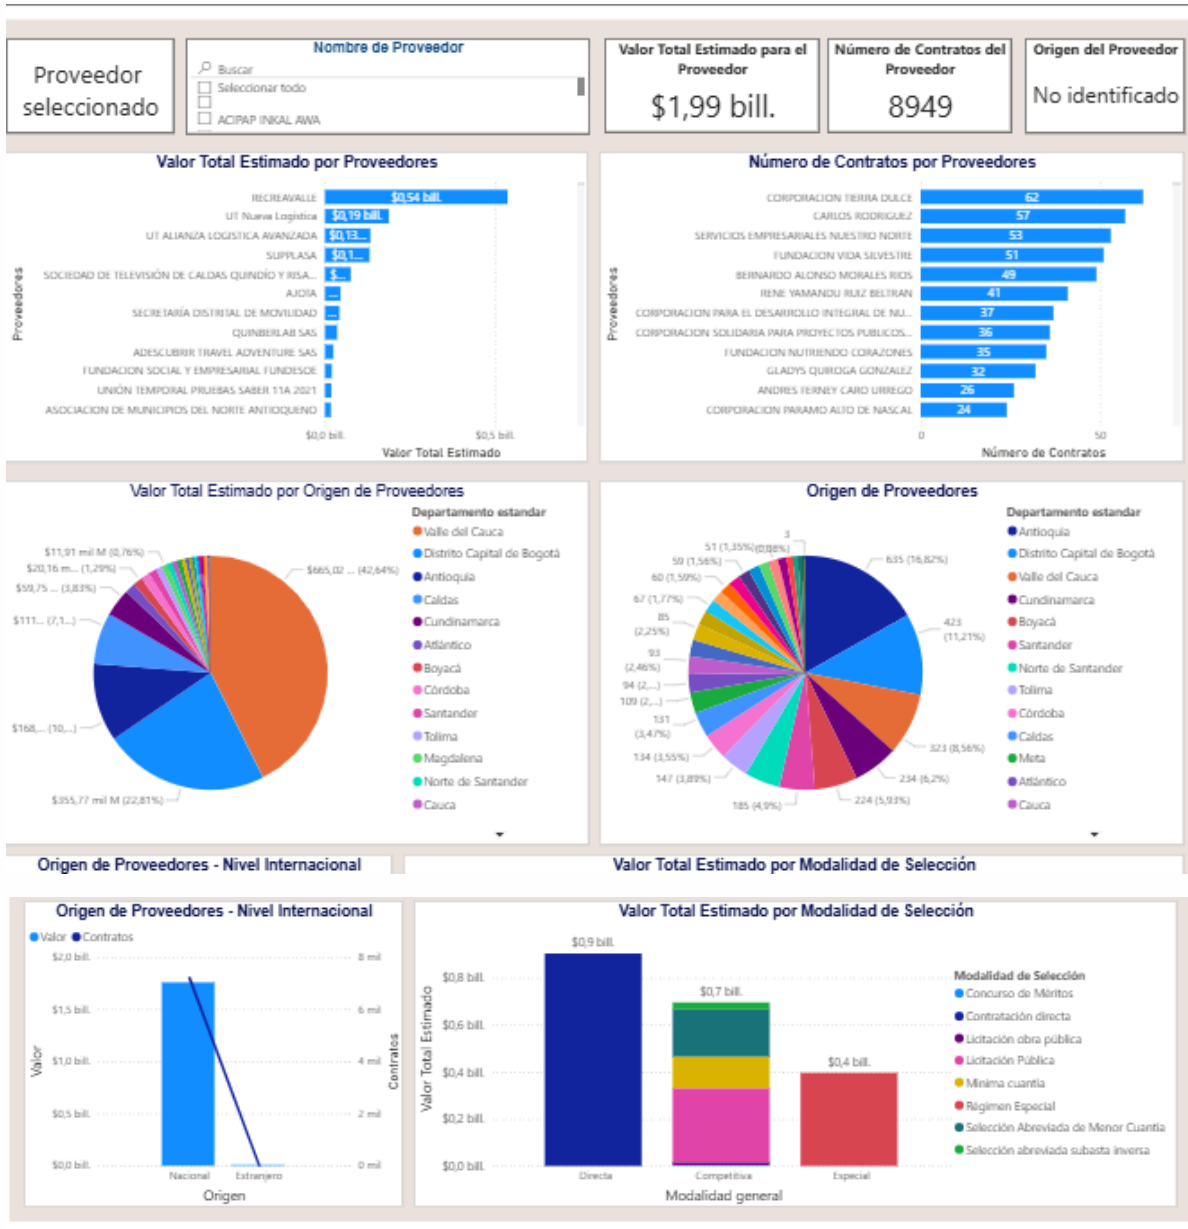 Proveedor
seleccionado
Nombre de Proveedor
Buscar
Seleccionar todo
ACIPAP INKAL AWA
Valor Total Estimado para el
Proveedor
$1,99 bill.
Número de Contratos del
Proveedor
8949
Origen del Proveedor
No identificado
Valor Total Estimado por Proveedores
Proveedores
RECREAVALLE
$0,54 bill.
UT Nueva Logística
$0,19 bill.
UT ALIANZA LOGISTICA AVANZADA
$0,13...
SUPPLASA
$0,1...
SOCIEDAD DE TELEVISIÓN DE CALDAS QUINDÍO Y RISA...
$...
AJOTA
...
SECRETARÍA DISTRITAL DE MOVILIDAD
...
QUINBERLAB SAS
ADESCUBRIR TRAVEL ADVENTURE SAS
FUNDACION SOCIAL Y EMPRESARIAL FUNDESOE
UNIÓN TEMPORAL PRUEBAS SABER 11A 2021
ASOCIACION DE MUNICIPIOS DEL NORTE ANTIOQUENO
$0,0 bill.
$0,5 bill.
Valor Total Estimado
Número de Contratos por Proveedores
Proveedores
CORPORACION TIERRA DULCE
62
CARLOS RODRIGUEZ
57
SERVICIOS EMPRESARIALES NUESTRO NORTE
53
FUNDACION VIDA SILVESTRE
51
BERNARDO ALONSO MORALES RIOS
49
RENE YAMANDU RUIZ BELTRAN
41
CORPORACION PARA EL DESARROLLO INTEGRAL DE NU...
37
CORPORACION SOLIDARIA PARA PROYECTOS PUBLICOS...
36
FUNDACION NUTRIENDO CORAZONES
35
GLADYS QUIROGA GONZALEZ
32
ANDRES FERNEY CARO URREGO
26
CORPORACION PARAMO ALTO DE NASCAL
24
0
50
Número de Contratos
Valor Total Estimado por Origen de Proveedores
$11,91 mil M (0,76%)
$20,16 m... (1,29%)
$59,75 ... (3,83%)
$111... (7,1...)
$168,... (10,...)
$355,77 mil M (22,81%)
$665,02 ... (42,64%)
Departamento estandar
Valle del Cauca
Distrito Capital de Bogotá
Antioquia
Caldas
Cundinamarca
Atlántico
Boyacá
Córdoba
Santander
Tolima
Magdalena
Norte de Santander
Cauca
Origen de Proveedores
3
(0,08%)
51 (1,35%)
59 (1,56%)
60 (1,59%)
67 (1,77%)
85
(2,25%)
93
(2,46%)
94 (2,...)
109 (2,...)
131
(3,47%)
134 (3,55%)
147 (3,89%)
185 (4,9%)
224 (5,93%)
234 (6,2%)
323 (8,56%)
423
(11,21%)
635 (16,82%)
Departamento estandar
Antioquia
Distrito Capital de Bogotá
Valle del Cauca
Cundinamarca
Boyacá
Santander
Norte de Santander
Tolima
Córdoba
Caldas
Meta
Atlántico
Cauca
Origen de Proveedores - Nivel Internacional
Valor Total Estimado por Modalidad de Selección
Origen de Proveedores - Nivel Internacional
Valor
Contratos
Valor
$2,0 bill.
$1,5 bill.
$1,0 bill.
$0,5 bill.
$0,0 bill.
8 mil
6 mil
4 mil
2 mil
0 mil
Contratos
Nacional
Extranjero
Origen
Valor Total Estimado por Modalidad de Selección
Valor Total Estimado
$0,8 bill.
$0,6 bill.
$0,4 bill.
$0,2 bill.
$0,0 bill.
$0,9 bill.
$0,7 bill.
$0,4 bill.
Directa
Competitiva
Especial
Modalidad general
Modalidad de Selección
Concurso de Méritos
Contratación directa
Licitación obra pública
Licitación Pública
Mínima cuantía
Régimen Especial
Selección Abreviada de Menor Cuantía
Selección abreviada subasta inversa